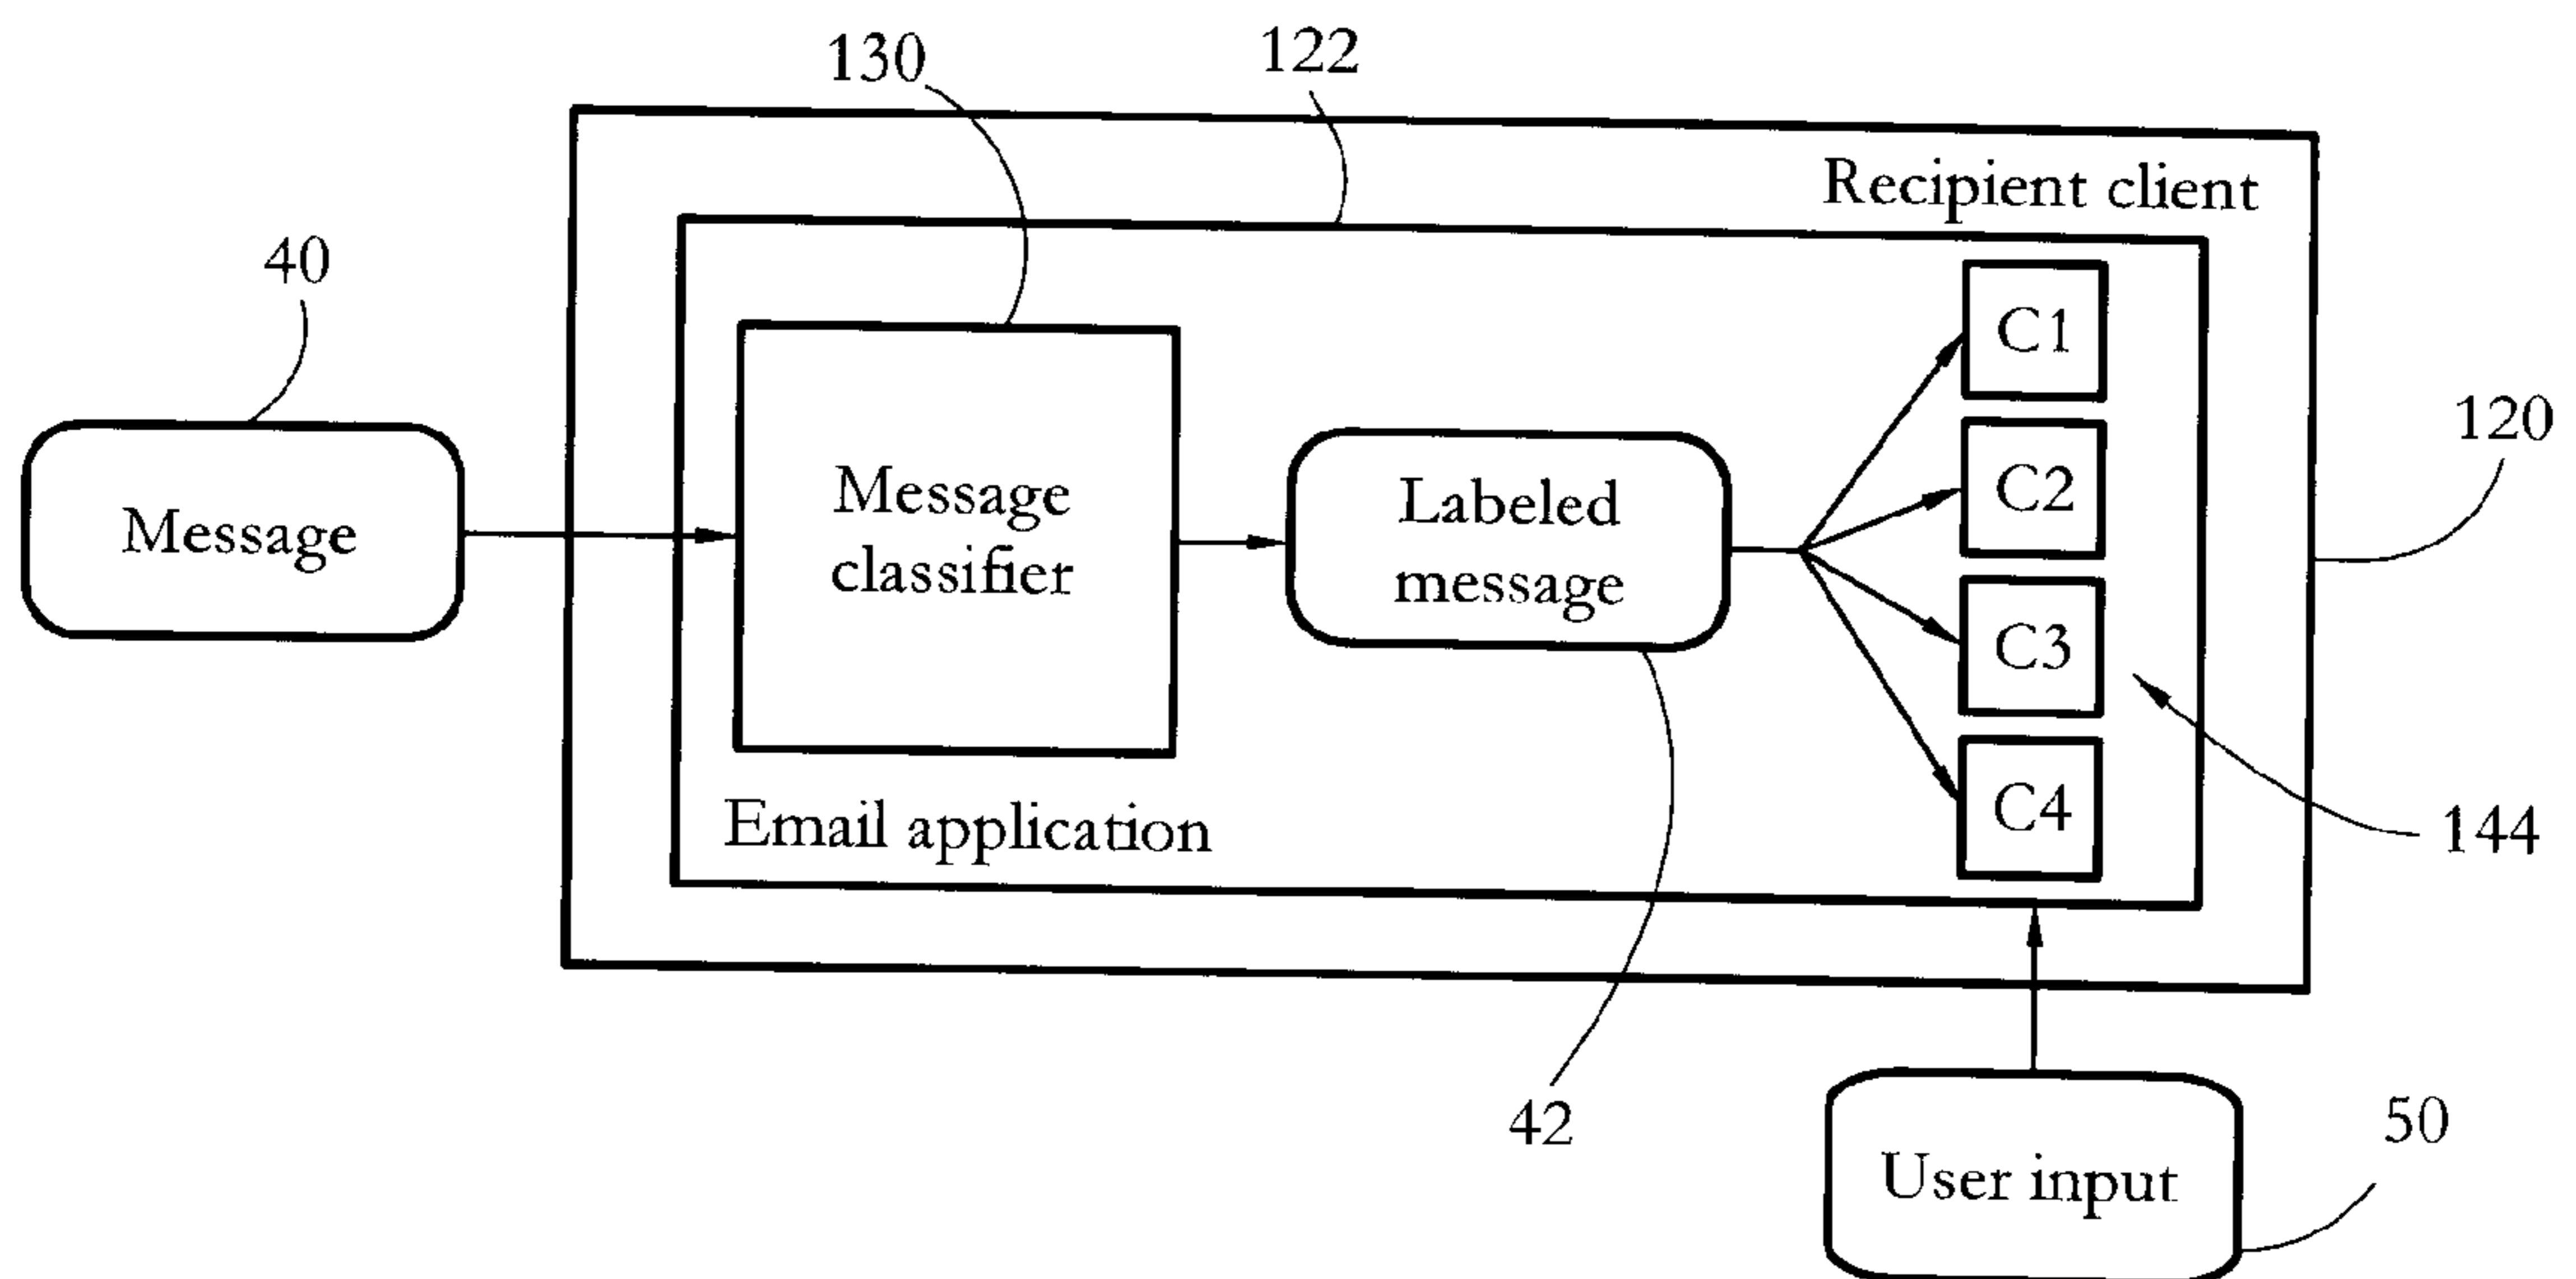 130
122
Recipient client
40
C1
120
Message
classifier
Labeled
message
C2
Message
C3
Email application
C4
144
42
50
User input